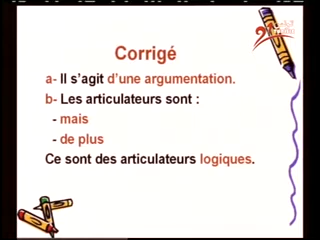 Corrigé
a- Il s'agit d'une argumentation.
b- Les articulateurs sont :
- mais
- de plus
Ce sont des articulateurs logiques.